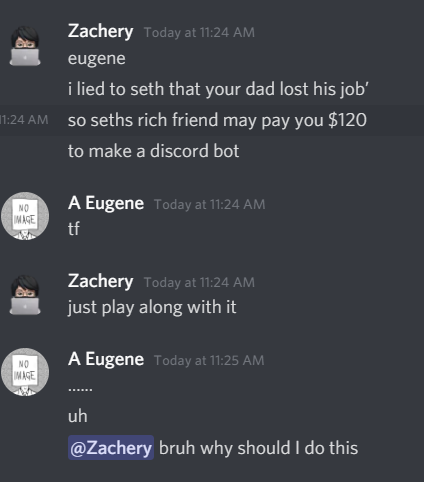 Zachery Today at 11:24 AM
eugene
i lied to seth that your dad lost his job'
11:24 AM so seths rich friend may pay you $120
to make a discord bot
NO
IMAGE
A Eugene Today at 11:24 AM
tf
Zachery Today at 11:24 AM
just play along with it
NO
IMAGE
A Eugene Today at 11:25 AM
......
uh
@Zachery bruh why should I do this